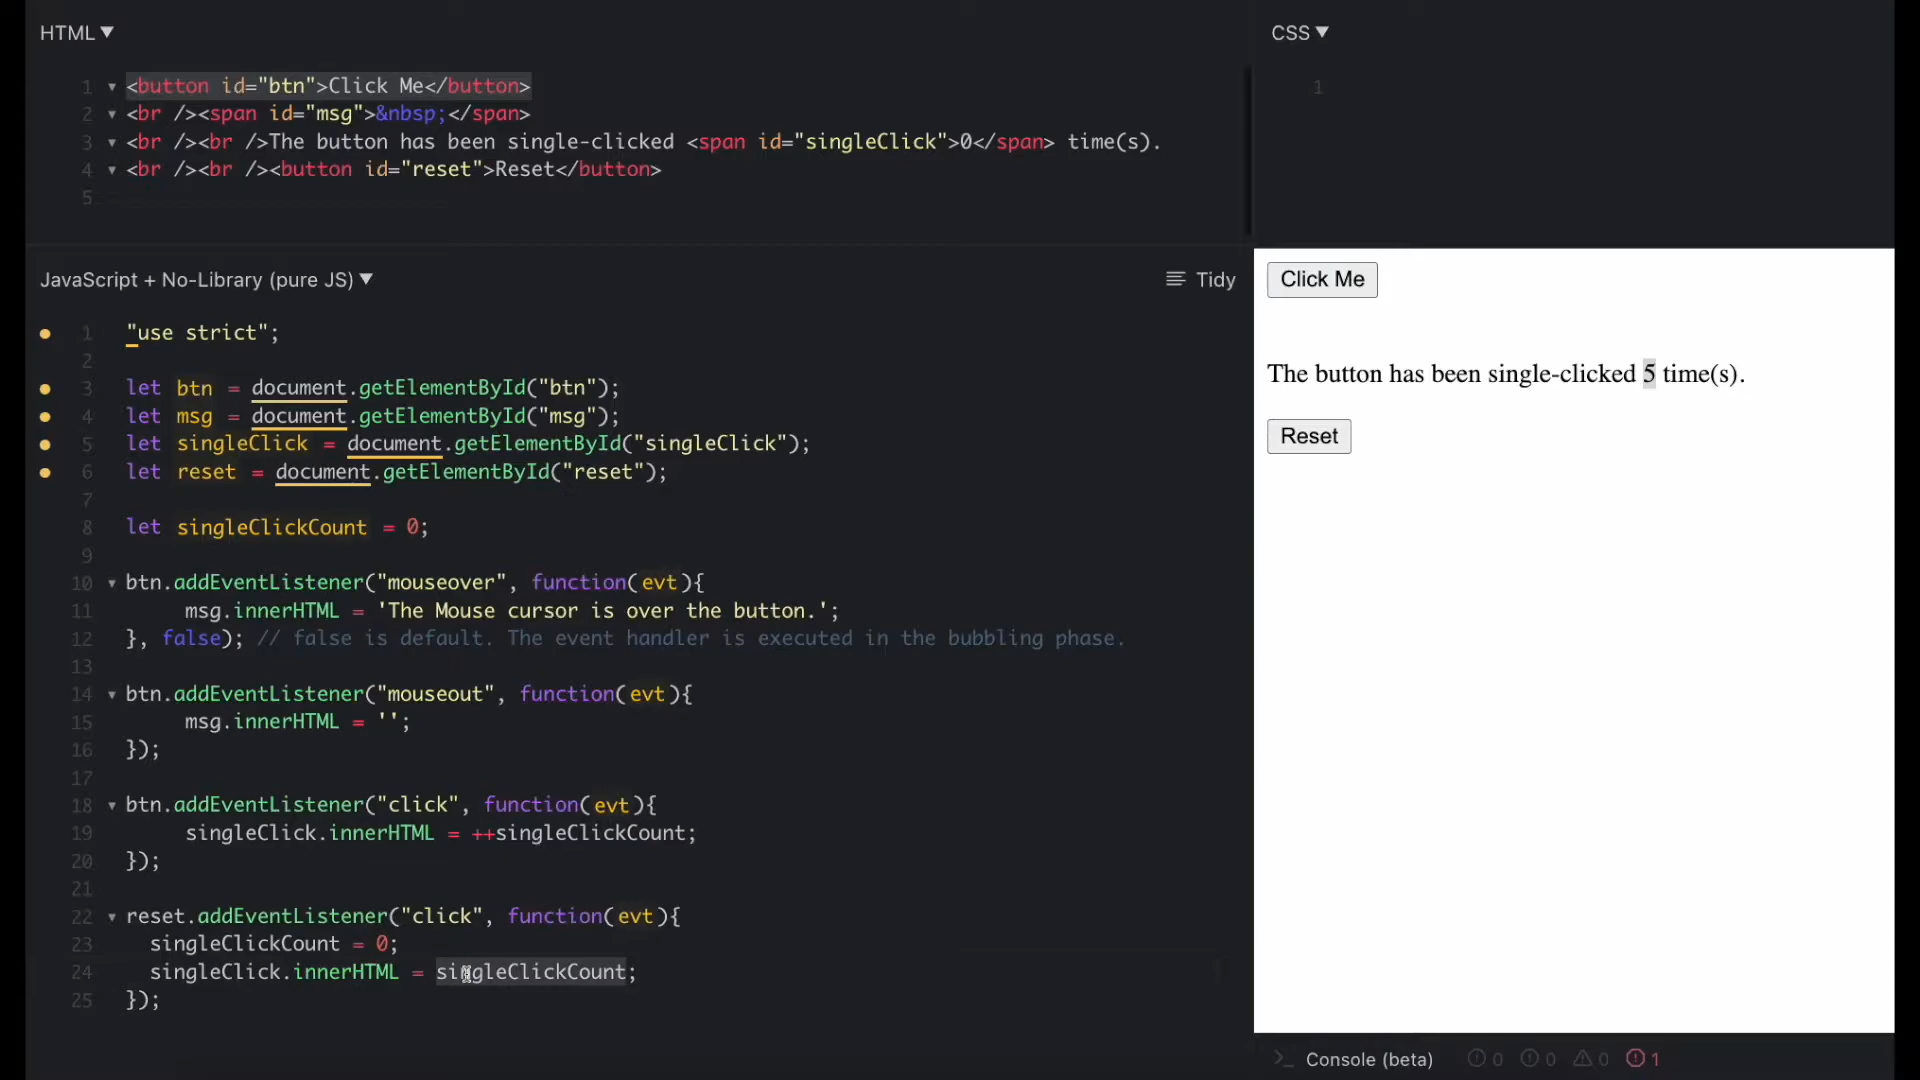 HTML▼
1 ▾ <button id="btn">Click Me</button>
2 ▾ <br /><span id="msg">&nbsp;</span>
3 ▾ <br /><br />The button has been single-clicked <span id="singleClick">0</span> time(s).
4 ▾ <br /><br /><button id="reset">Reset</button>
5
CSS▼
1
JavaScript + No-Library (pure JS)▼
Tidy
1 "use strict";
2
3 let btn = document.getElementById("btn");
4 let msg = document.getElementById("msg");
5 let singleClick = document.getElementById("singleClick");
6 let reset = document.getElementById("reset");
7
8 let singleClickCount = 0;
9
10 ▾ btn.addEventListener("mouseover", function(evt){
11 msg.innerHTML = 'The Mouse cursor is over the button.';
12 }, false); // false is default. The event handler is executed in the bubbling phase.
13
14 ▾ btn.addEventListener("mouseout", function(evt){
15 msg.innerHTML = '';
16 });
17
18 ▾ btn.addEventListener("click", function(evt){
19 singleClick.innerHTML = ++singleClickCount;
20 });
21
22 ▾ reset.addEventListener("click", function(evt){
23 singleClickCount = 0;
24 singleClick.innerHTML = singleClickCount;
25 });
Click Me
The button has been single-clicked 5 time(s).
Reset
>_ Console (beta) 0 0 0 1